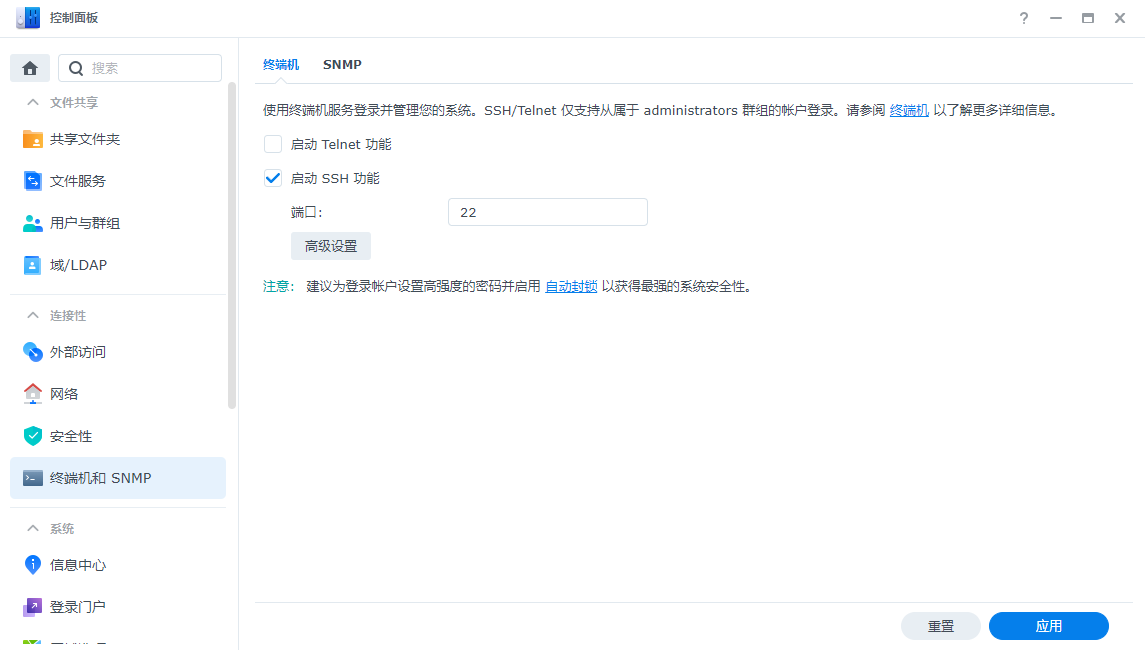 控制面板
搜索
文件共享
共享文件夹
文件服务
用户与群组
域/LDAP
连接性
外部访问
网络
安全性
终端机和 SNMP
系统
信息中心
登录门户
终端机 SNMP
使用终端机服务登录并管理您的系统。SSH/Telnet 仅支持从属于 administrators 群组的帐户登录。请参阅 终端机 以了解更多详细信息。
启动 Telnet 功能
启动 SSH 功能
端口: 22
高级设置
注意: 建议为登录帐户设置高强度的密码并启用 自动封锁 以获得最强的系统安全性。
重置 应用